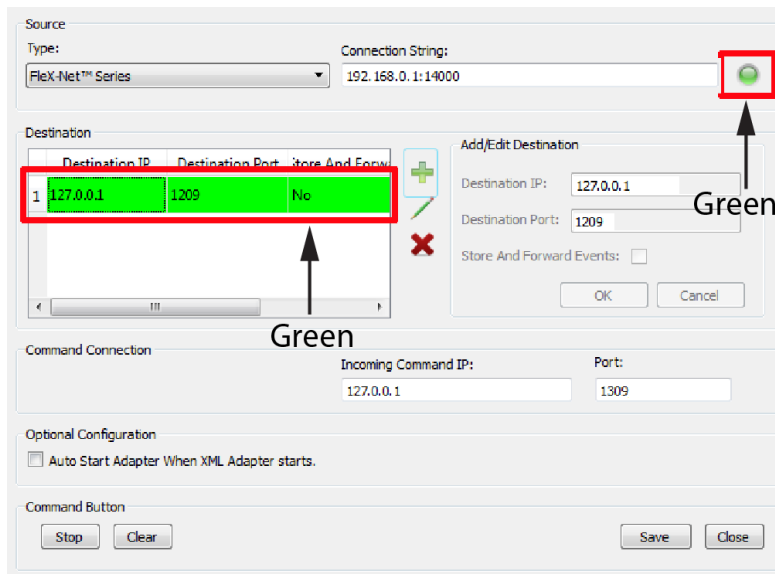 Source
Type:
Connection String:
FleX-Net™ Series
192.168.0.1:14000
Destination
Destination IP
Destination Port
Store And Forw
1
127.0.0.1
1209
No
Green
Add/Edit Destination
Destination IP:
127.0.0.1
Green
Destination Port:
1209
Store And Forward Events:
OK
Cancel
Command Connection
Incoming Command IP:
Port:
127.0.0.1
1309
Optional Configuration
Auto Start Adapter When XML Adapter starts.
Command Button
Stop
Clear
Save
Close